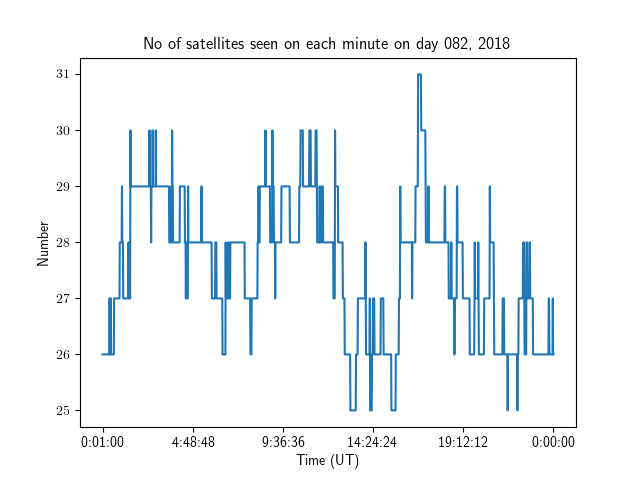 No of satellites seen on each minute on day 082, 2018
31
30
29
28
27
26
25
Number
0:01:00 4:48:48 9:36:36 14:24:24 19:12:12 0:00:00
Time (UT)